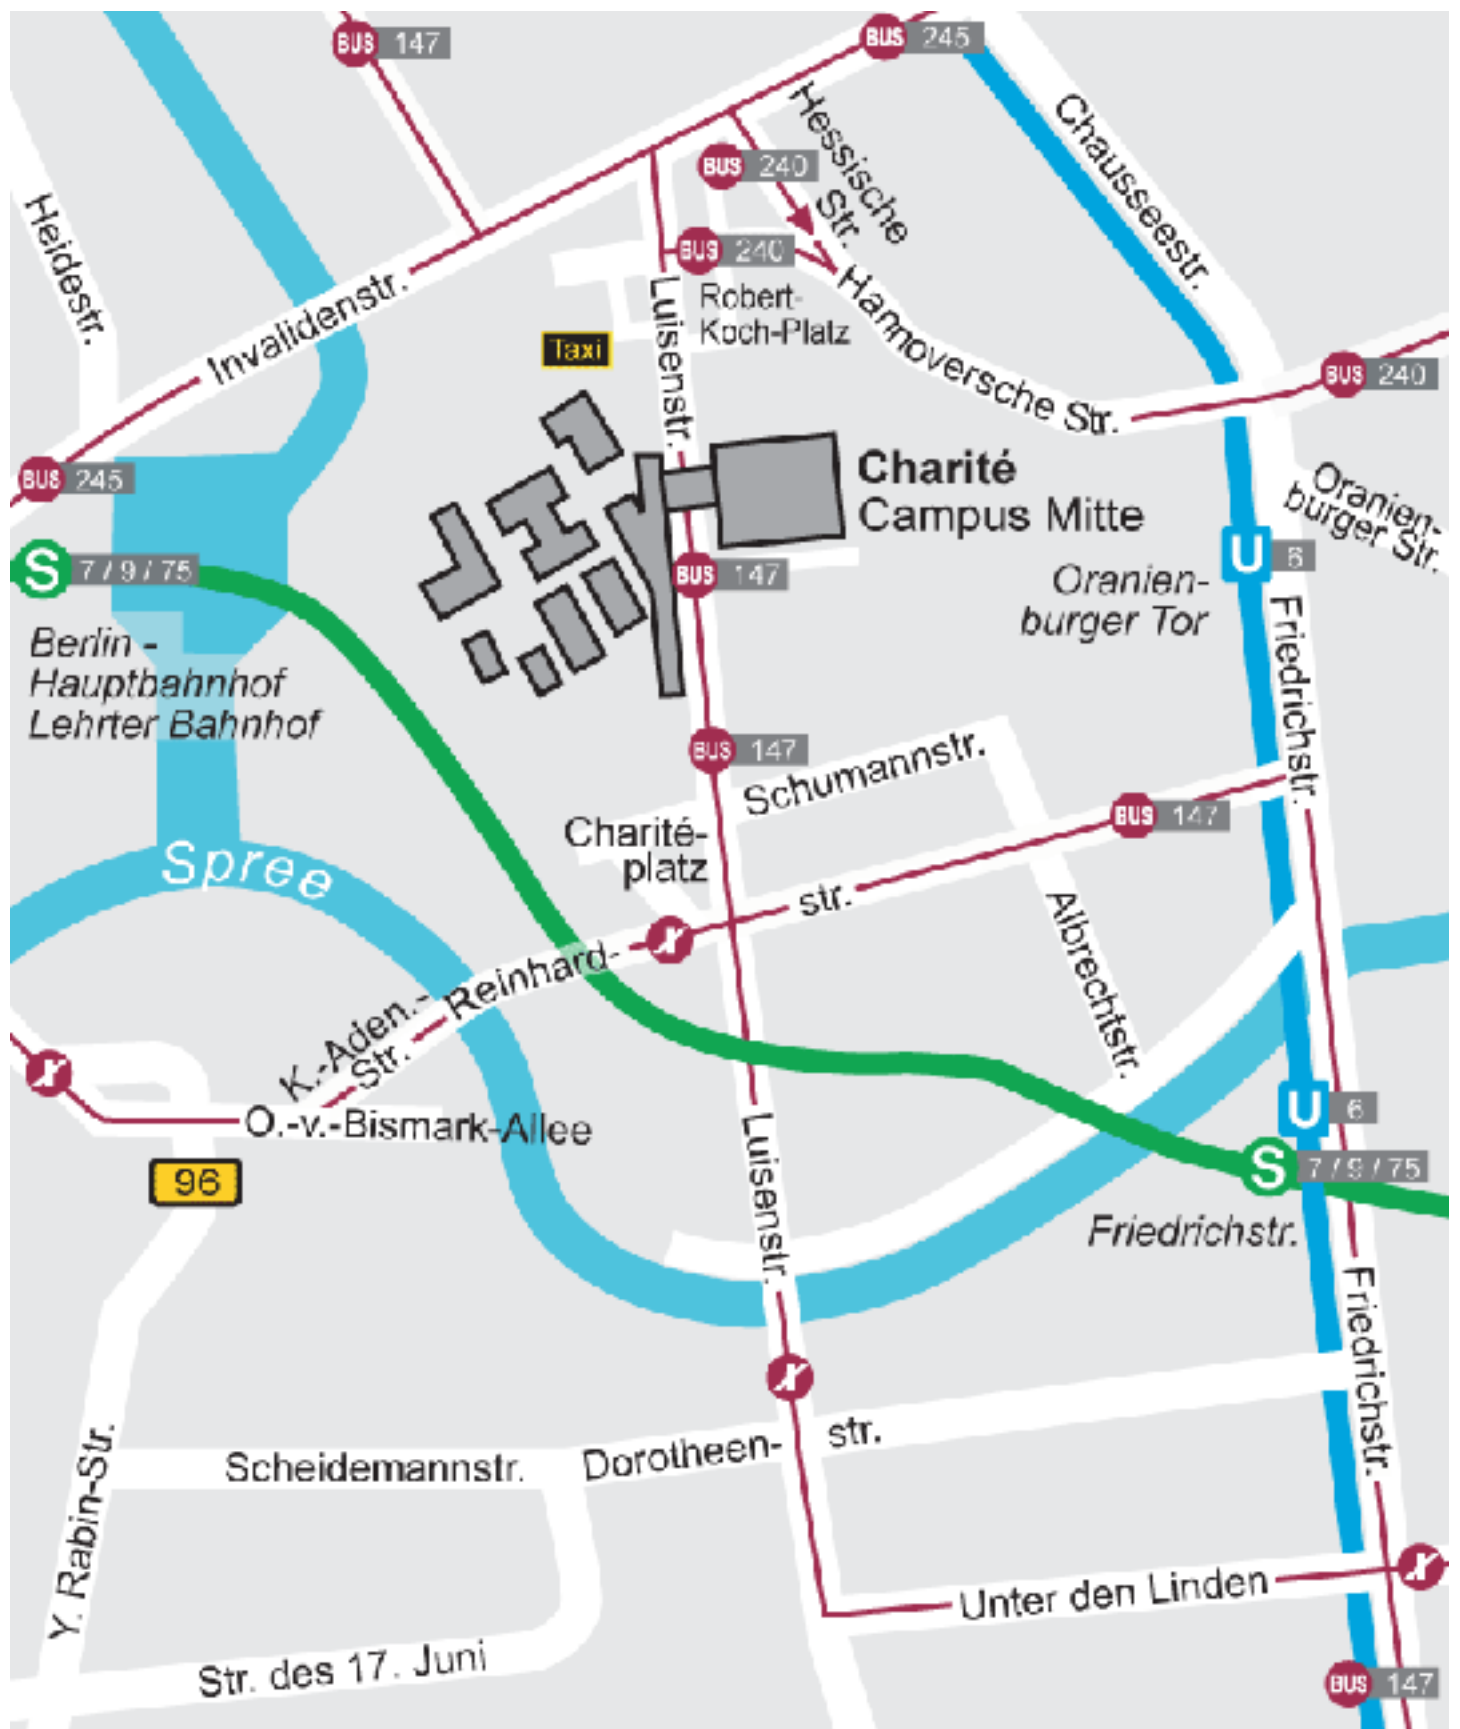 BUS 147
BUS 245
Hessische
Str.
Chausseestr.
BUS 240
Heidestr.
BUS 240
Invalidenstr.
Luisenstr.
Robert-
Koch-Platz
Hannoversche Str.
Taxi
BUS 240
BUS 245
Charité
Campus Mitte
Oranien-
burger Str.
S 7 / 9 / 75
U 6
BUS 147
Oranien-
burger Tor
Berlin -
Hauptbahnhof
Lehrter Bahnhof
Friedrichstr.
BUS 147
Schumannstr.
BUS 147
Charité-
platz
Spree
str.
Albrechtstr.
Reinhard-
K.-Aden.-
Str.
O.-v.-Bismark-Allee
Luisenstr.
U 6
96
S 7 / 9 / 75
Friedrichstr.
Friedrichstr.
Y. Rabin-Str.
Scheidemannstr.
Dorotheen-
str.
Unter den Linden
Str. des 17. Juni
BUS 147